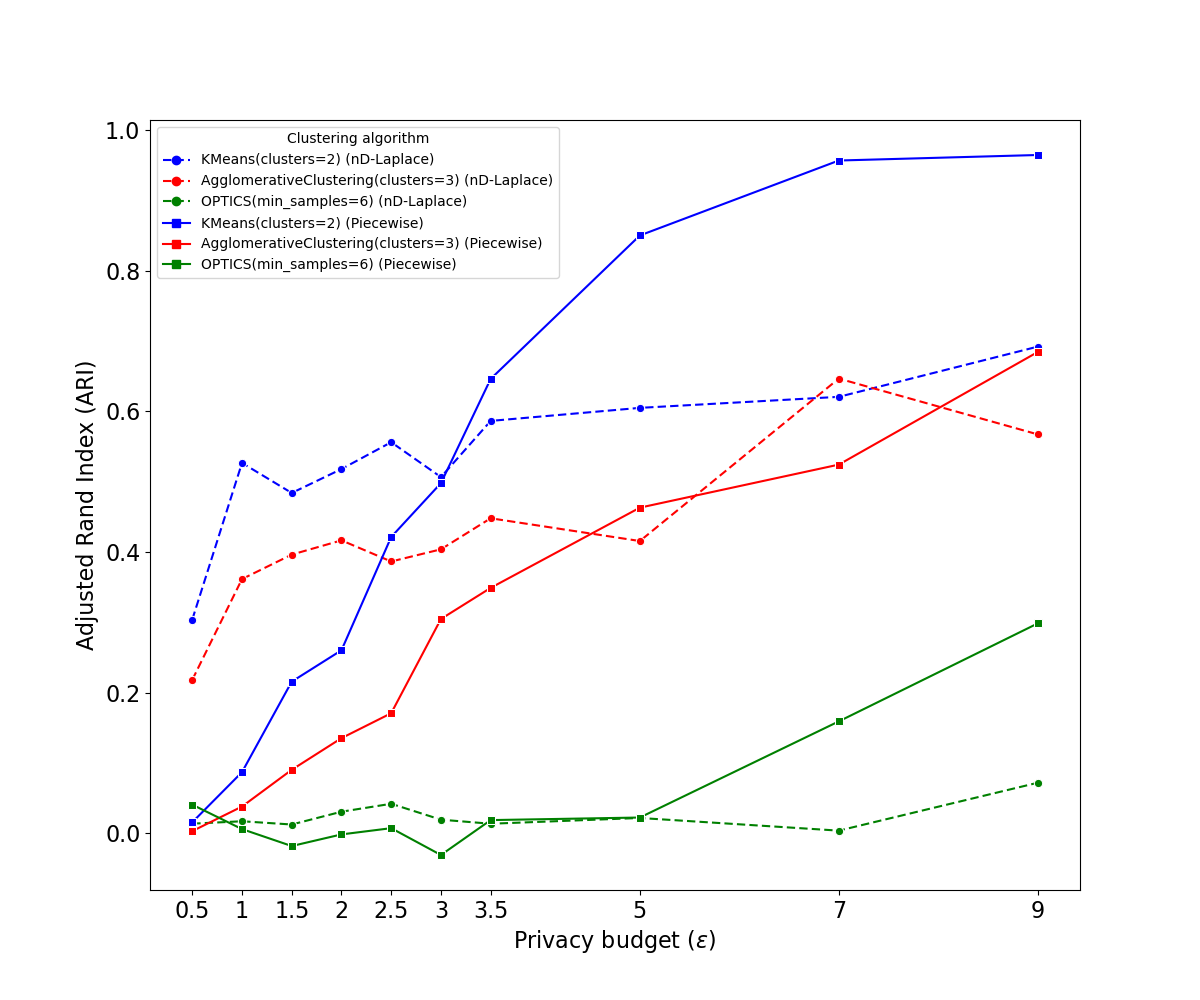 Clustering algorithm
KMeans(clusters=2) (nD-Laplace)
AgglomerativeClustering(clusters=3) (nD-Laplace)
OPTICS(min_samples=6) (nD-Laplace)
KMeans(clusters=2) (Piecewise)
AgglomerativeClustering(clusters=3) (Piecewise)
OPTICS(min_samples=6) (Piecewise)
Adjusted Rand Index (ARI)
1.0
0.8
0.6
0.4
0.2
0.0
0.5 1 1.5 2 2.5 3 3.5 5 7 9
Privacy budget (ε)